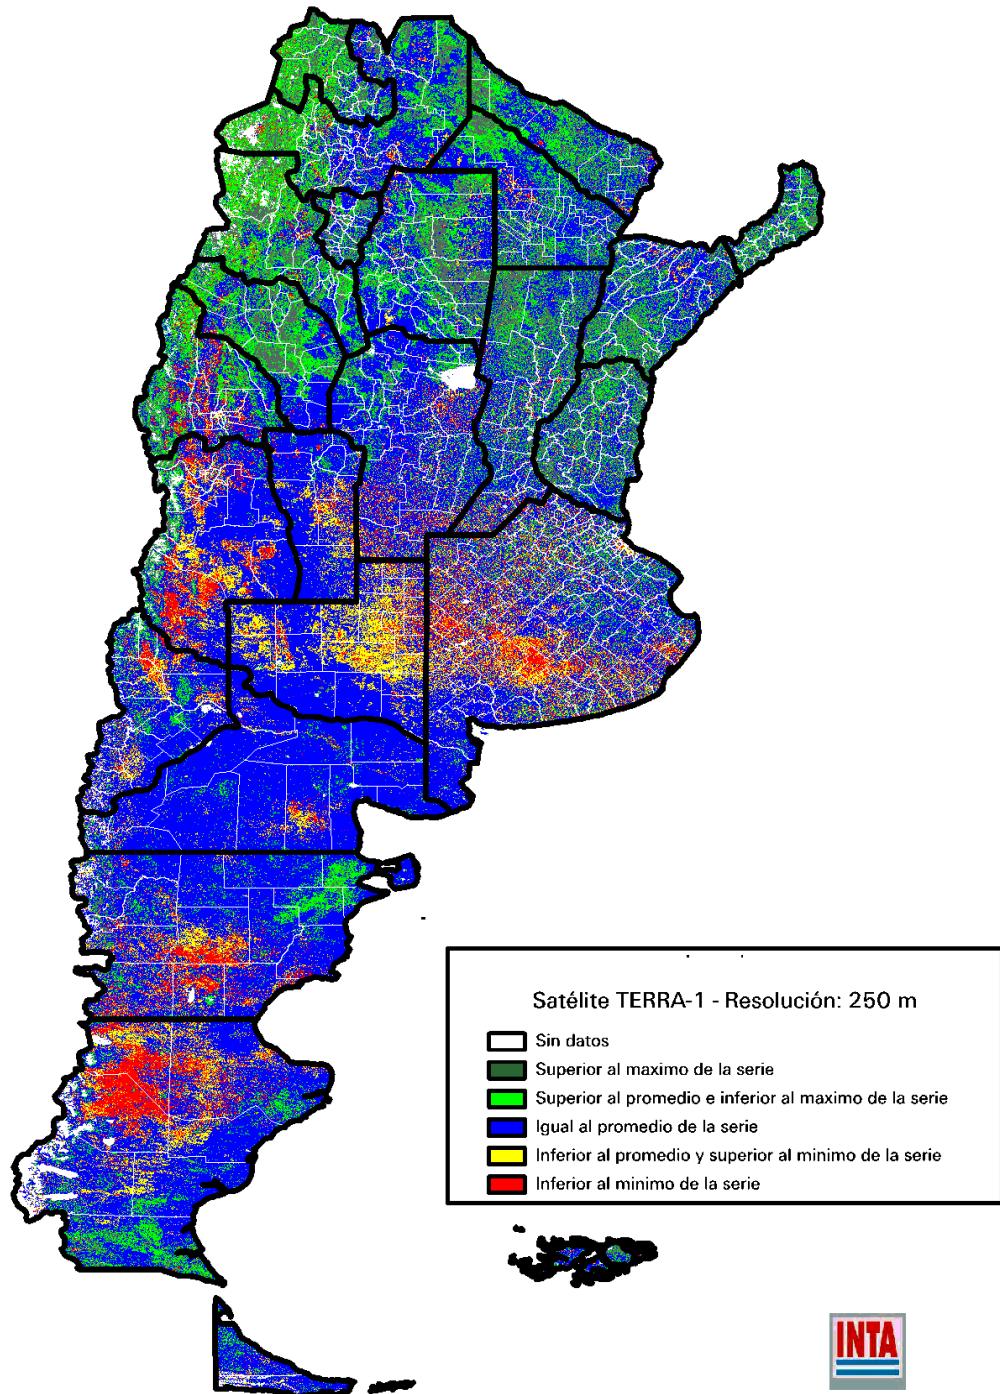 Satélite TERRA-1 - Resolución: 250 m
Sin datos
Superior al maximo de la serie
Superior al promedio e inferior al maximo de la serie
Igual al promedio de la serie
Inferior al promedio y superior al minimo de la serie
Inferior al minimo de la serie
INTA